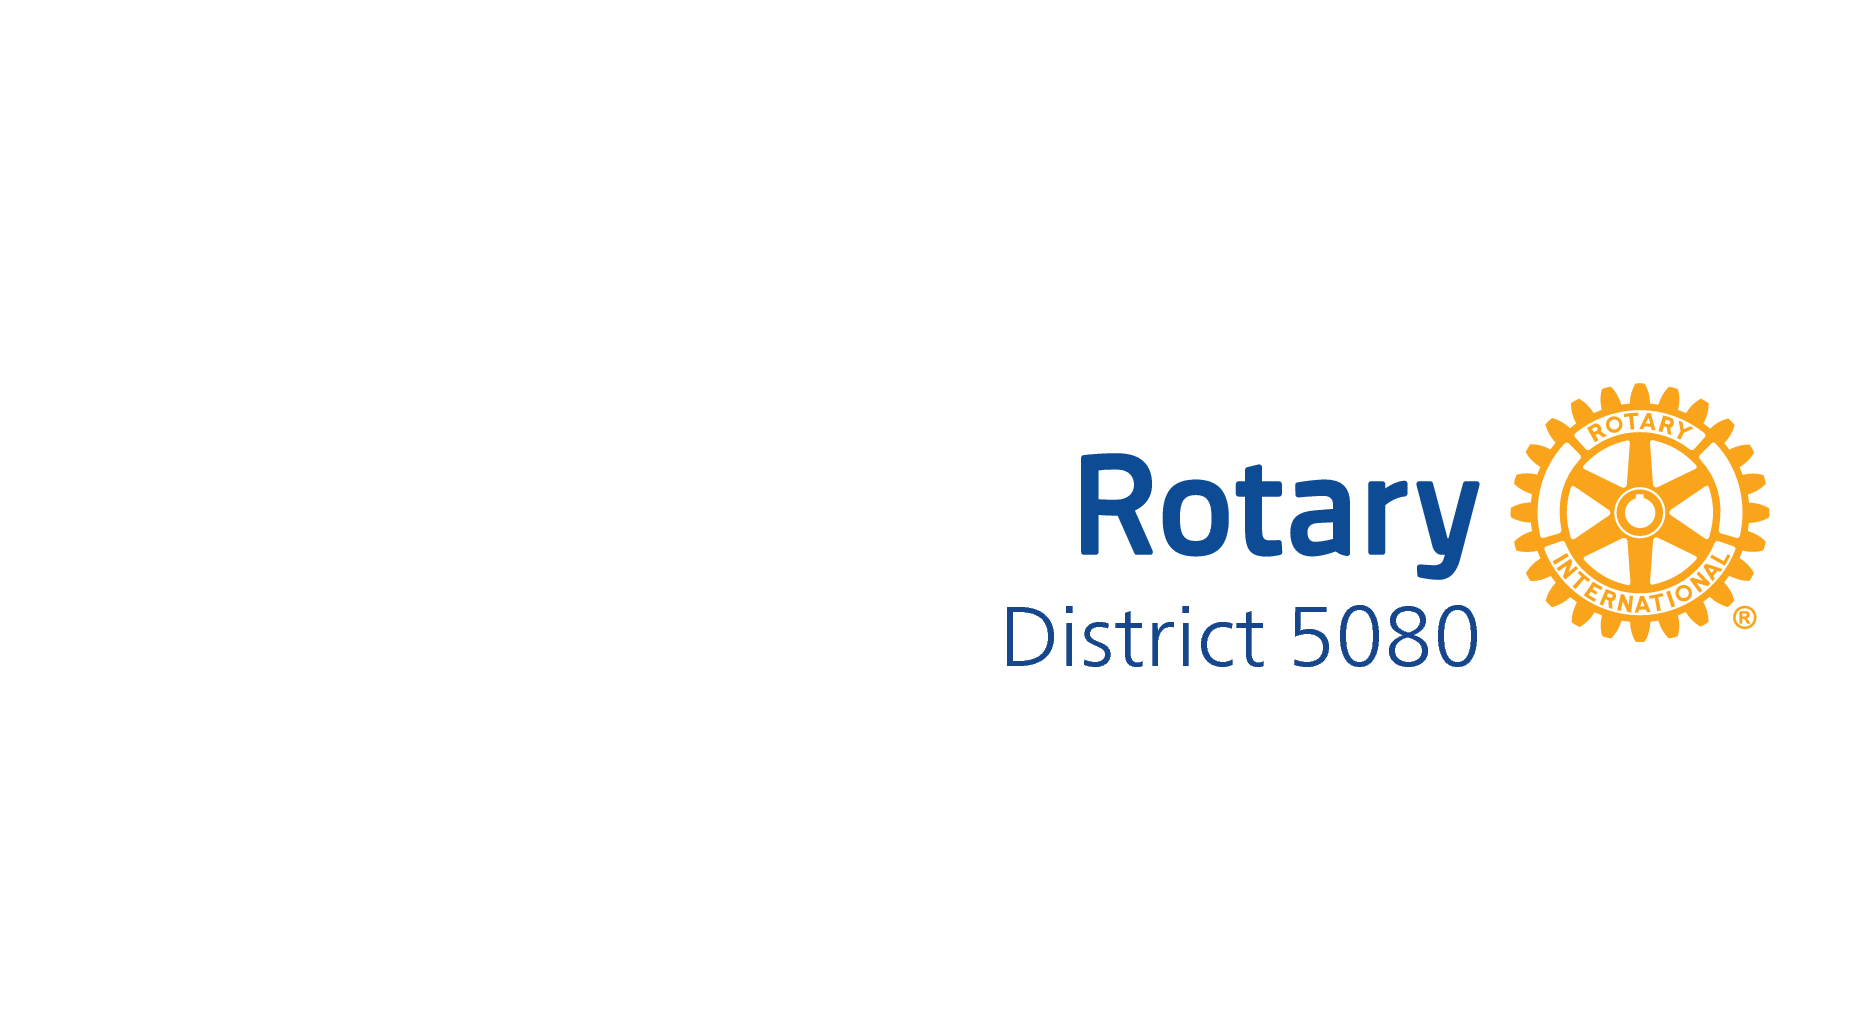 Rotary
District 5080
ROTARY
INTERNATIONAL
®